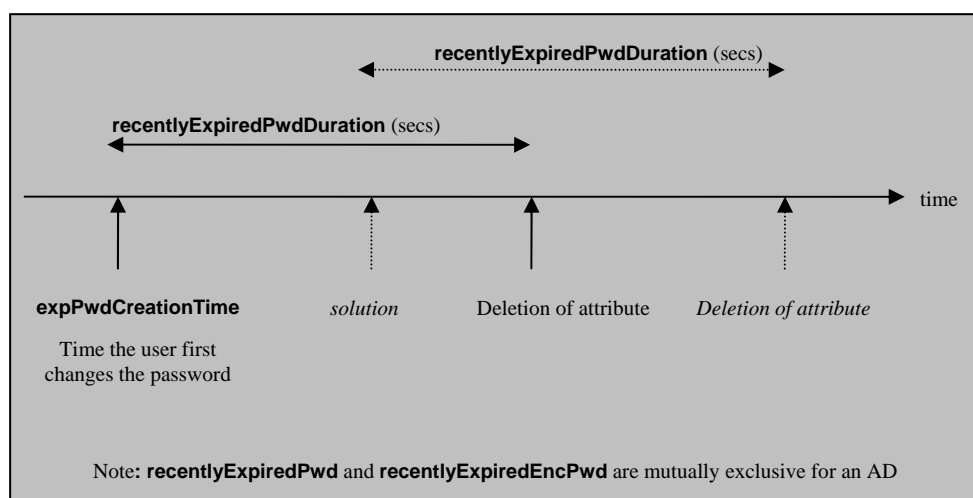 recentlyExpiredPwdDuration (secs)
recentlyExpiredPwdDuration (secs)
time
expPwdCreationTime
solution
Deletion of attribute
Deletion of attribute
Time the user first
changes the password
Note: recentlyExpiredPwd and recentlyExpiredEncPwd are mutually exclusive for an AD